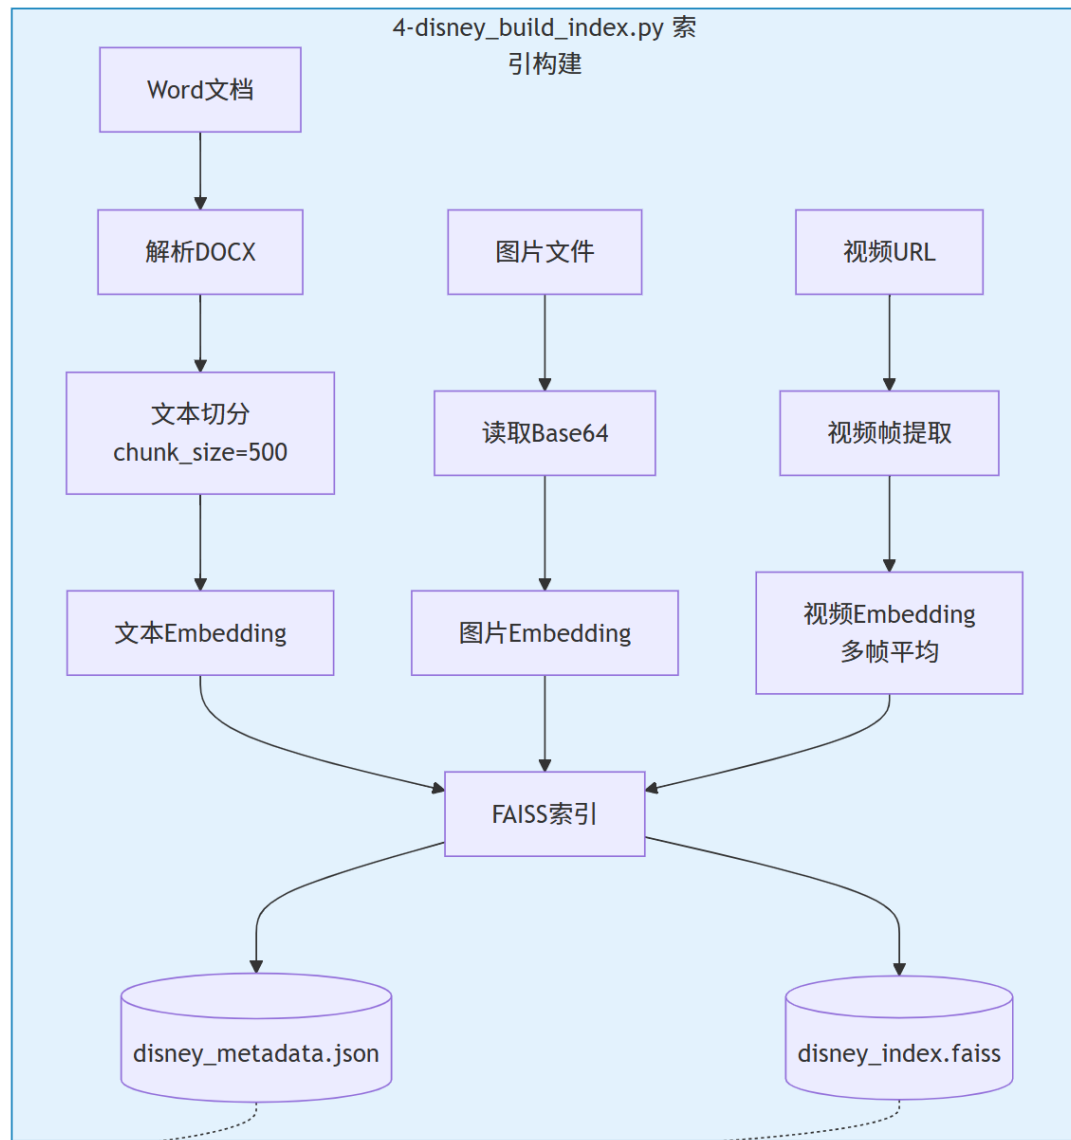 4-disney_build_index.py 索
引构建
Word文档
解析DOCX
图片文件
视频URL
文本切分
chunk_size=500
读取Base64
视频帧提取
文本Embedding
图片Embedding
视频Embedding
多帧平均
FAISS索引
disney_metadata.json
disney_index.faiss